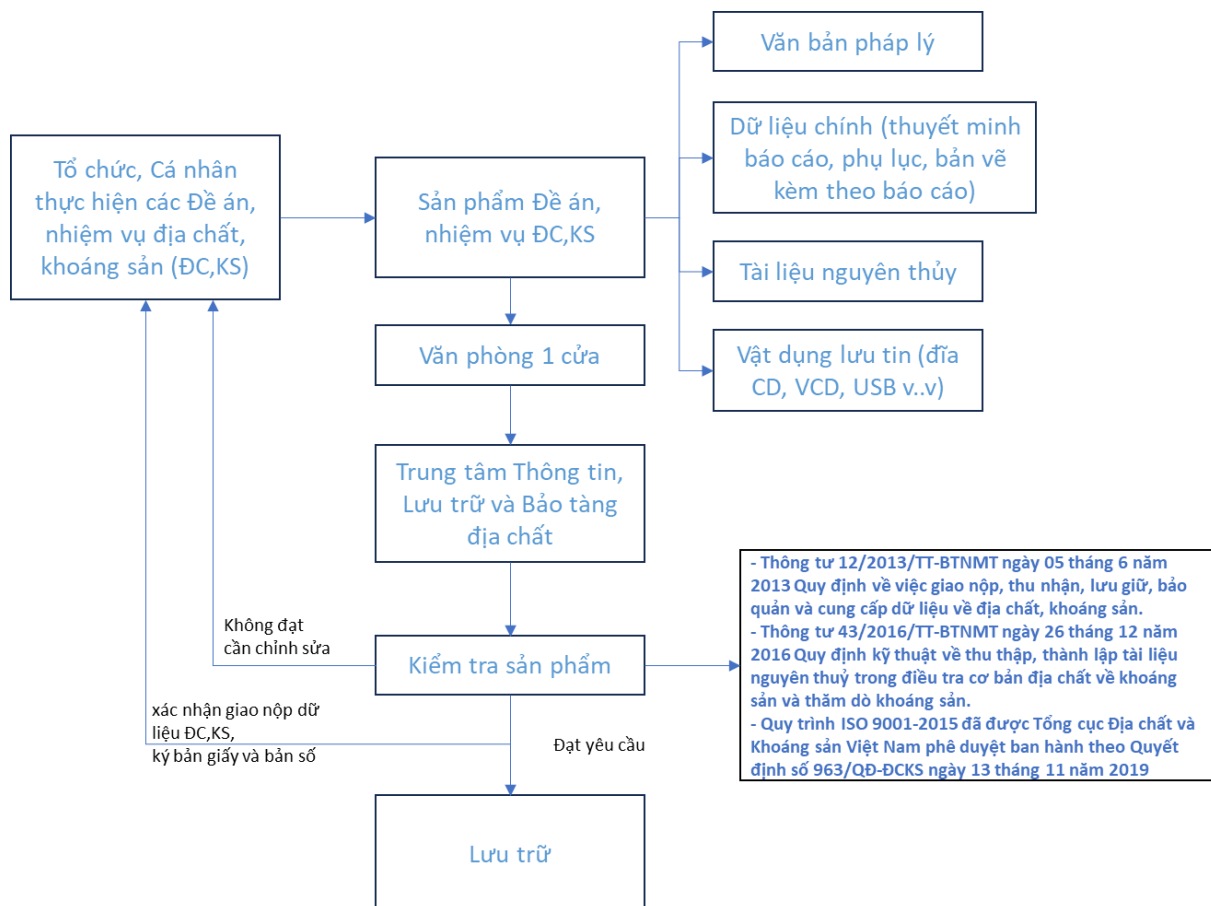 Văn bản pháp lý
Dữ liệu chính (thuyết minh
báo cáo, phụ lục, bản vẽ
kèm theo báo cáo)
Tổ chức, Cá nhân
thực hiện các Đề án,
nhiệm vụ địa chất,
khoáng sản (ĐC,KS)
Sản phẩm Đề án,
nhiệm vụ ĐC,KS
Tài liệu nguyên thủy
Văn phòng 1 cửa
Vật dụng lưu tin (đĩa
CD, VCD, USB v..v)
Trung tâm Thông tin,
Lưu trữ và Bảo tàng
địa chất
- Thông tư 12/2013/TT-BTNMT ngày 05 tháng 6 năm
2013 Quy định về việc giao nộp, thu nhận, lưu giữ, bảo
quản và cung cấp dữ liệu về địa chất, khoáng sản.
- Thông tư 43/2016/TT-BTNMT ngày 26 tháng 12 năm
2016 Quy định kỹ thuật về thu thập, thành lập tài liệu
nguyên thuỷ trong điều tra cơ bản địa chất về khoáng
sản và thăm dò khoáng sản.
- Quy trình ISO 9001-2015 đã được Tổng cục Địa chất và
Khoáng sản Việt Nam phê duyệt ban hành theo Quyết
định số 963/QĐ-ĐCKS ngày 13 tháng 11 năm 2019
Không đạt
cần chỉnh sửa
Kiểm tra sản phẩm
xác nhận giao nộp dữ
liệu ĐC,KS,
ký bản giấy và bản số
Đạt yêu cầu
Lưu trữ